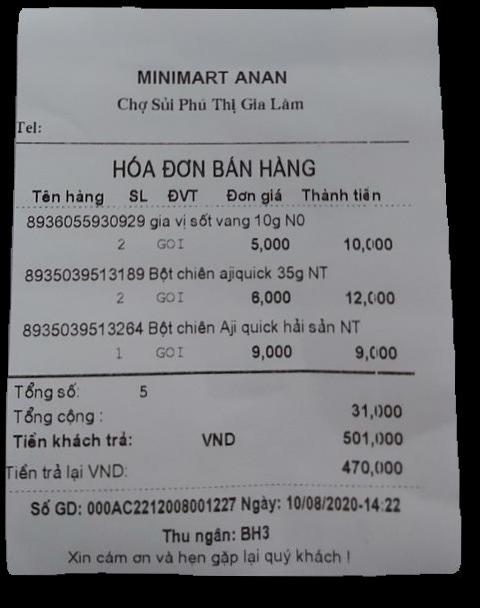 MINIMART ANAN
Chợ Sủi Phú Thị Gia Lâm
Tel:
HÓA ĐƠN BÁN HÀNG
Tên hàng SL ĐVT Đơn giá Thành tiền
8936055930929 gia vị sốt vang 10g N0
2 GOI 5,000 10,000
8935039513189 Bột chiên ajiquick 35g NT
2 GOI 6,000 12,000
8935039513264 Bột chiên Aji quick hải sản NT
1 GOI 9,000 9,000
Tổng số: 5
Tổng cộng : 31,000
Tiền khách trả: VND 501,000
Tiền trả lại VND: 470,000
Số GD: 000AC2212008001227 Ngày: 10/08/2020-14:22
Thu ngân: BH3
Xin cám ơn và hẹn gặp lại quý khách !